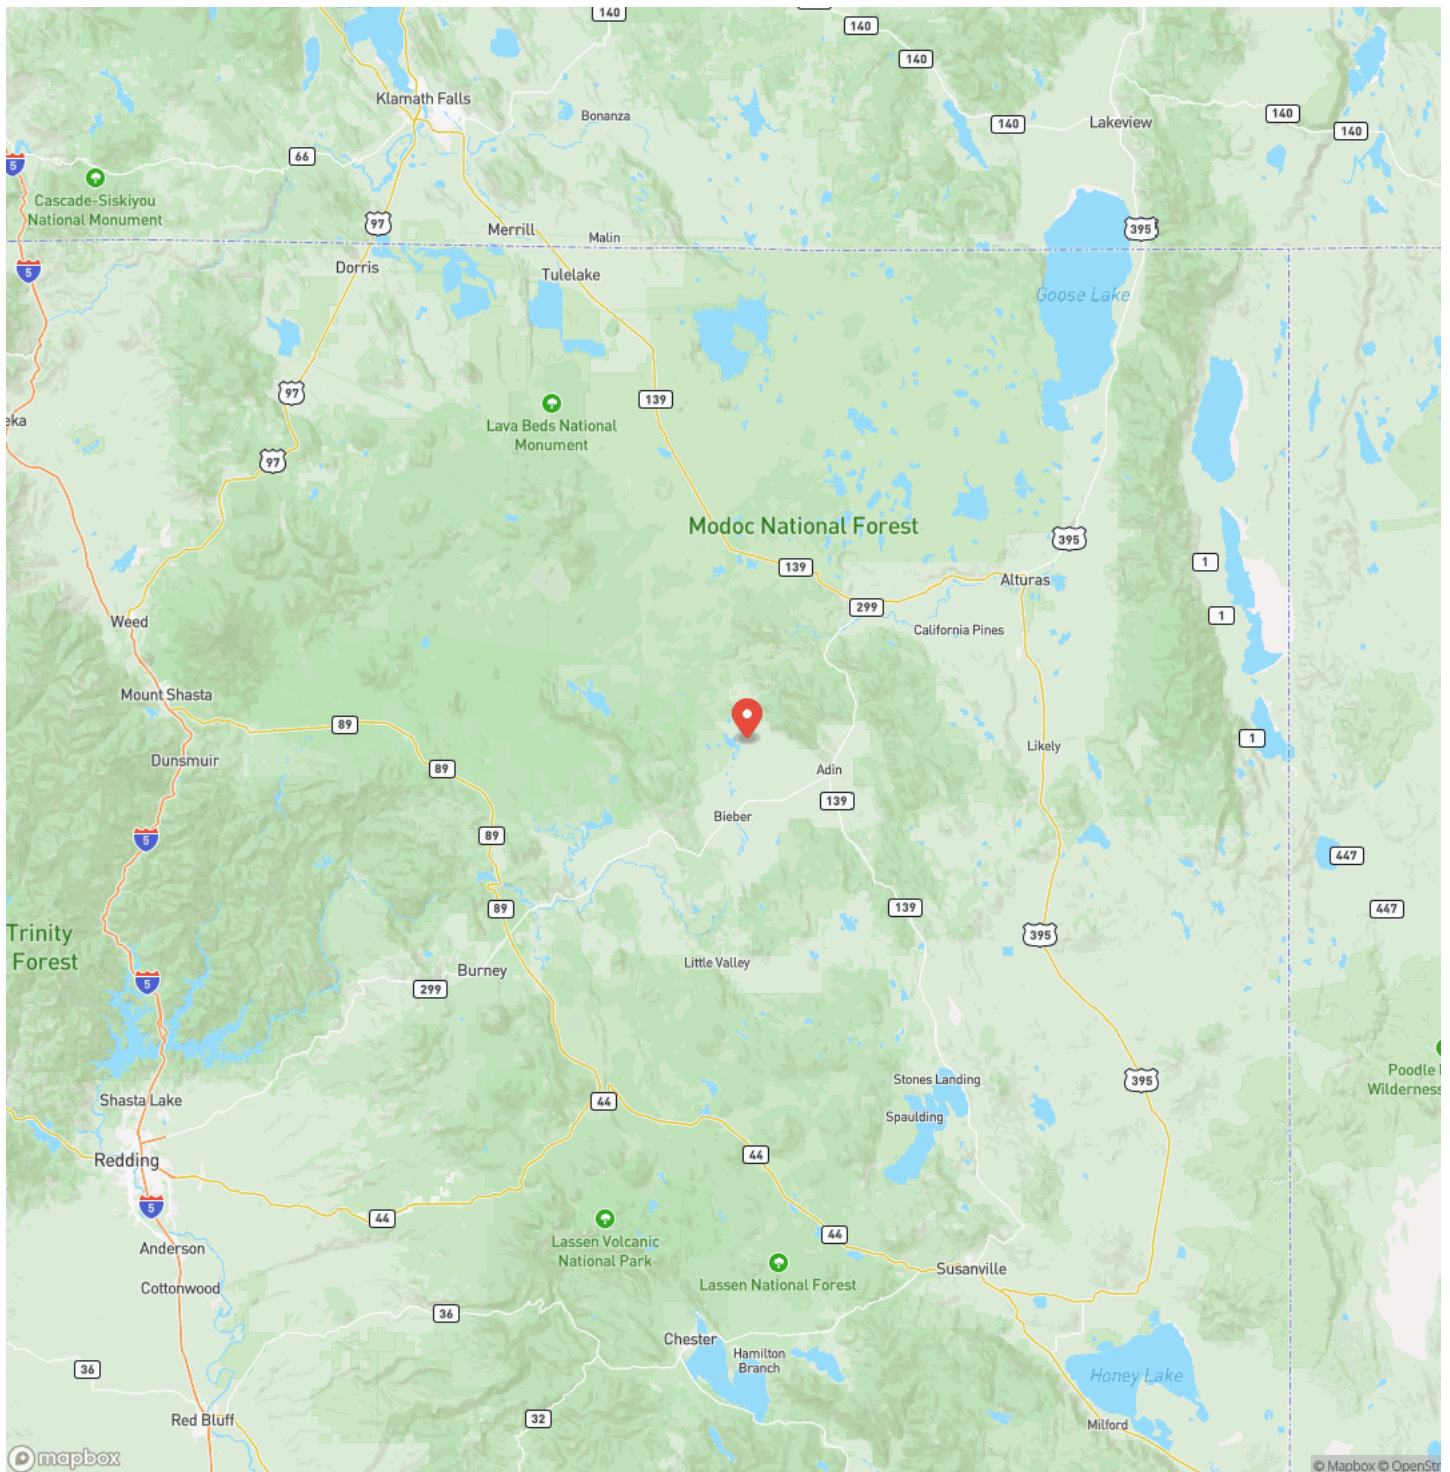 140
140
140
Klamath Falls
Bonanza
140
Lakeview
140
140
66
5
Cascade-Siskiyou
National Monument
97
Merrill
Malin
395
5
Dorris
Tulelake
Goose Lake
97
139
eka
Lava Beds National
Monument
97
Modoc National Forest
395
139
Alturas
1
299
1
Weed
California Pines
Mount Shasta
89
Likely
1
Dunsmuir
89
Adin
139
Bieber
5
89
447
139
447
89
395
Trinity
Forest
Little Valley
Burney
5
299
Poodle
Wilderness
Stones Landing
395
Shasta Lake
44
Spaulding
Redding
44
5
44
44
Anderson
Lassen Volcanic
National Park
Susanville
Lassen National Forest
Cottonwood
36
Chester
Hamilton
Branch
36
Honey Lake
Red Bluff
32
Milford
mapbox
© Mapbox © OpenStr